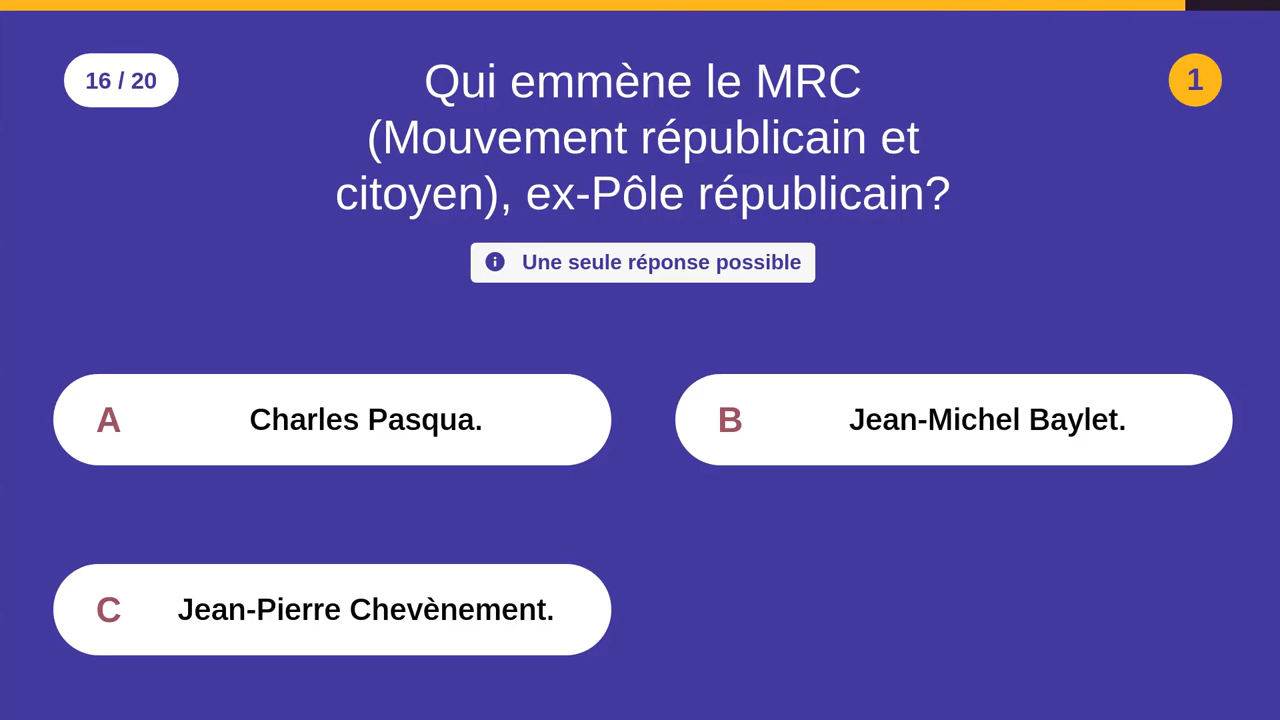 16 / 20
Qui emmène le MRC
(Mouvement républicain et
citoyen), ex-Pôle républicain?
1
Une seule réponse possible
A Charles Pasqua.
B Jean-Michel Baylet.
C Jean-Pierre Chevènement.